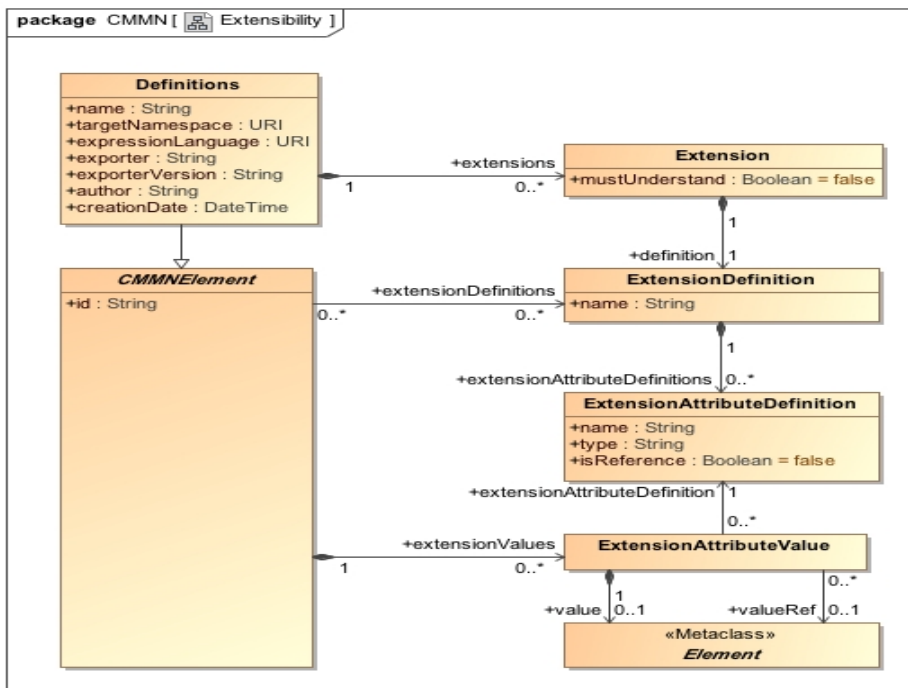 package CMMN [ Extensibility ]
Definitions
+name : String
+targetNamespace : URI
+expressionLanguage : URI
+exporter : String
+exporterVersion : String
+author : String
+creationDate : DateTime
+extensions
1
0..*
Extension
+mustUnderstand : Boolean = false
1
+definition 1
CMMNElement
+id : String
+extensionDefinitions
0..*
0..*
ExtensionDefinition
+name : String
1
+extensionAttributeDefinitions 0..*
ExtensionAttributeDefinition
+name : String
+type : String
+isReference : Boolean = false
+extensionAttributeDefinition 1
0..*
+extensionValues
1
0..*
ExtensionAttributeValue
1
0..*
+value 0..1
+valueRef 0..1
«Metaclass»
Element